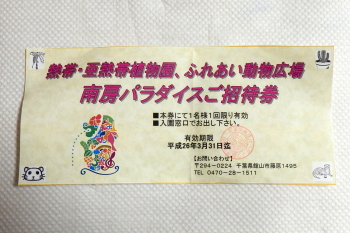 熱帯・亜熱帯植物園、ふれあい動物広場
南房パラダイスご招待券
■本券にて1名様1回限り有効
■入園窓口でお出し下さい。
有効期限
平成26年3月31日迄
【お問い合わせ】
〒294-0224 千葉県館山市藤原1495
TEL 0470-28-1511